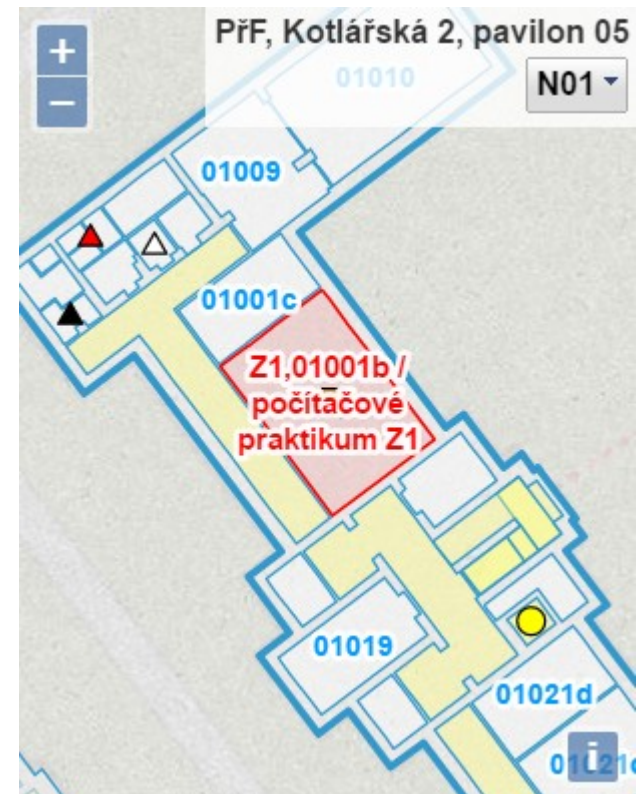 +
−
PřF, Kotlářská 2, pavilon 05
N01
01010
01009
01001c
Z1,01001b /
počítačové
praktikum Z1
01019
01021d
i